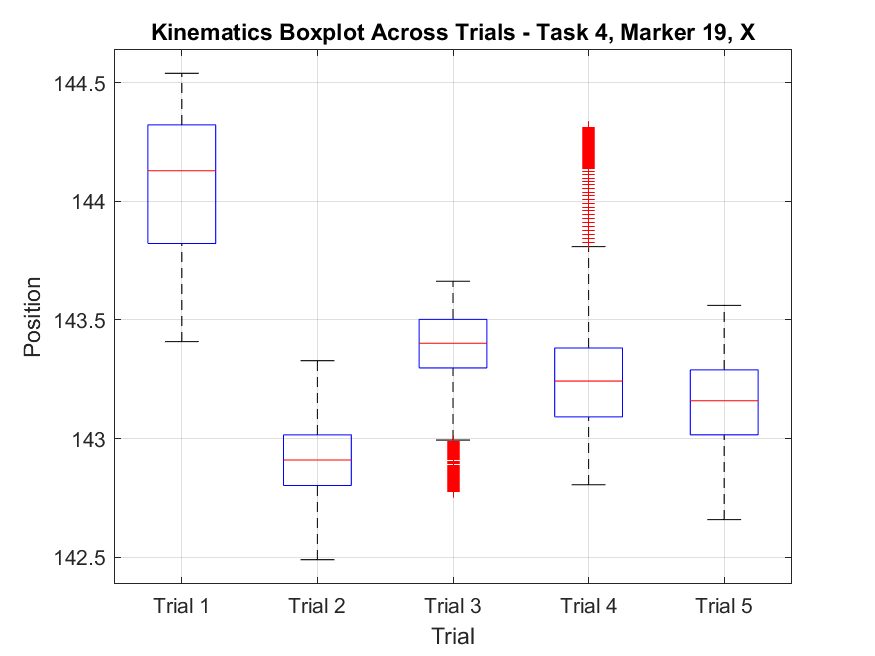 Kinematics Boxplot Across Trials - Task 4, Marker 19, X
144.5
144
143.5
143
142.5
Position
Trial 1 Trial 2 Trial 3 Trial 4 Trial 5
Trial